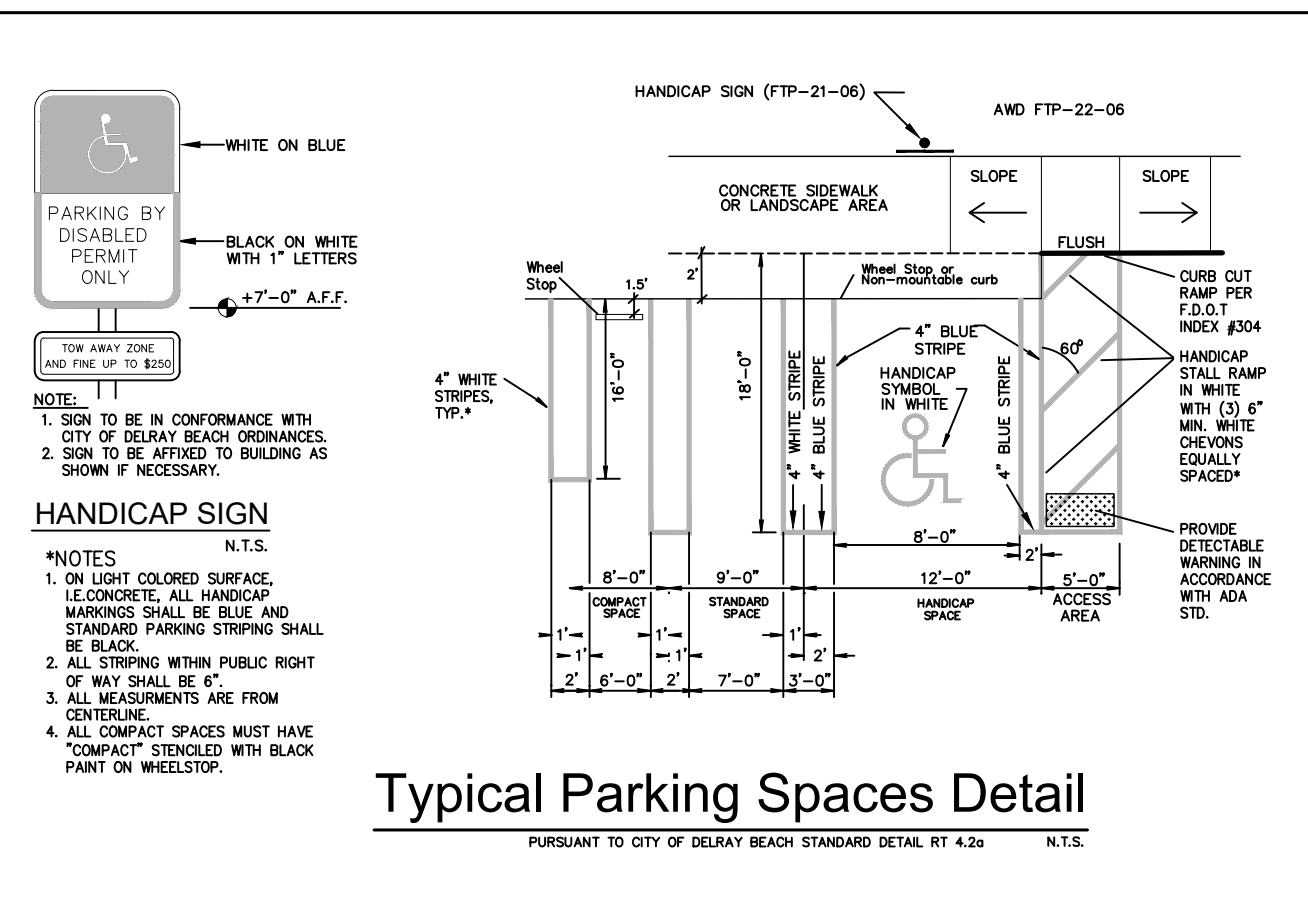 PARKING BY
DISABLED
PERMIT
ONLY
WHITE ON BLUE
BLACK ON WHITE
WITH 1" LETTERS
+7'-0" A.F.F.
TOW AWAY ZONE
AND FINE UP TO $250
NOTE:
1. SIGN TO BE IN CONFORMANCE WITH
CITY OF DELRAY BEACH ORDINANCES.
2. SIGN TO BE AFFIXED TO BUILDING AS
SHOWN IF NECESSARY.
HANDICAP SIGN
N.T.S.
*NOTES
1. ON LIGHT COLORED SURFACE,
I.E.CONCRETE, ALL HANDICAP
MARKINGS SHALL BE BLUE AND
STANDARD PARKING STRIPING SHALL
BE BLACK.
2. ALL STRIPING WITHIN PUBLIC RIGHT
OF WAY SHALL BE 6".
3. ALL MEASURMENTS ARE FROM
CENTERLINE.
4. ALL COMPACT SPACES MUST HAVE
"COMPACT" STENCILED WITH BLACK
PAINT ON WHEELSTOP.
HANDICAP SIGN (FTP-21-06)
AWD FTP-22-06
CONCRETE SIDEWALK
OR LANDSCAPE AREA
SLOPE
SLOPE
FLUSH
Wheel
Stop
1.5'
2'
Wheel Stop or
Non-mountable curb
CURB CUT
RAMP PER
F.D.O.T
INDEX #304
4" WHITE
STRIPES,
TYP.*
16'-0"
18'-0"
4" WHITE STRIPE
4" BLUE STRIPE
4" BLUE
STRIPE
HANDICAP
SYMBOL
IN WHITE
4" BLUE STRIPE
60°
HANDICAP
STALL RAMP
IN WHITE
WITH (3) 6"
MIN. WHITE
CHEVONS
EQUALLY
SPACED*
PROVIDE
DETECTABLE
WARNING IN
ACCORDANCE
WITH ADA
STD.
8'-0"
2'
8'-0"
9'-0"
12'-0"
5'-0"
COMPACT
SPACE
STANDARD
SPACE
HANDICAP
SPACE
ACCESS
AREA
1'
1'
1'
1'
1'
2'
2'
6'-0"
2'
7'-0"
3'-0"
Typical Parking Spaces Detail
PURSUANT TO CITY OF DELRAY BEACH STANDARD DETAIL RT 4.2a
N.T.S.